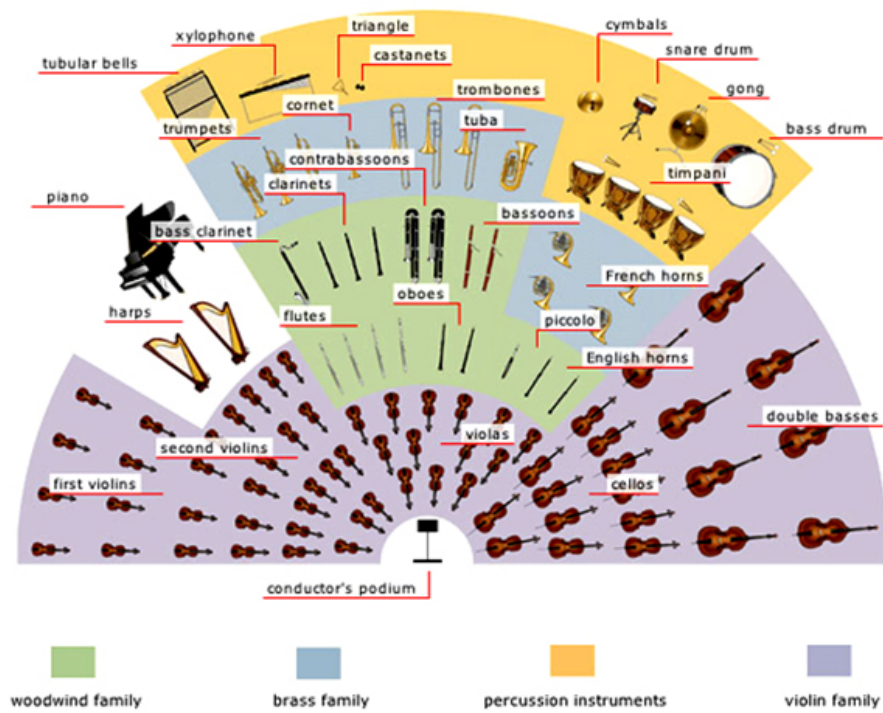 triangle
cymbals
xylophone
snare drum
tubular bells
castanets
gong
cornet
trombones
trumpets
tuba
bass drum
contrabassoons
timpani
clarinets
piano
bassoons
bass clarinet
French horns
oboes
harps
flutes
piccolo
English horns
double basses
second violins
violas
first violins
cellos
conductor's podium
woodwind family
brass family
percussion instruments
violin family